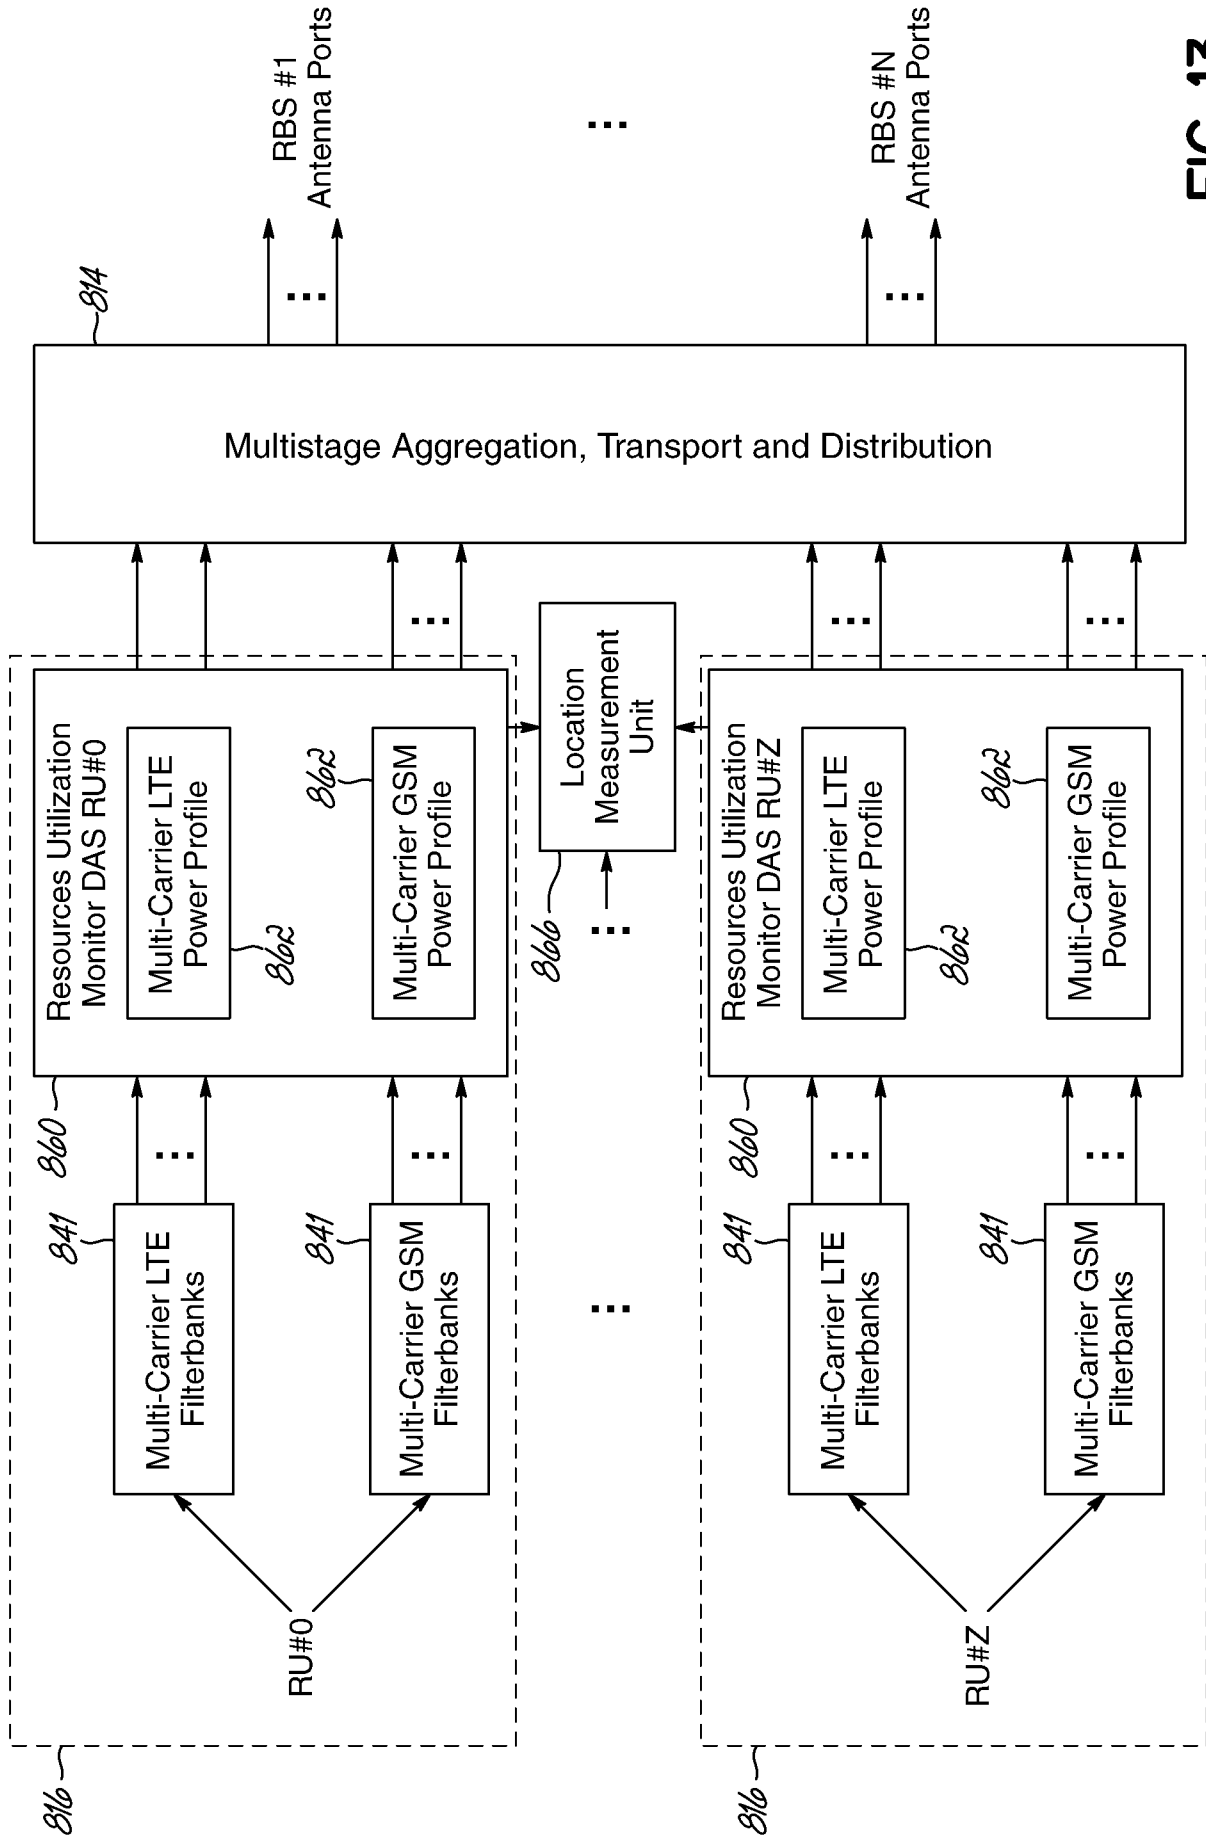 816
RU#0
Multi-Carrier LTE
Filterbanks
841
Multi-Carrier GSM
Filterbanks
841
860
Resources Utilization
Monitor DAS RU#0
Multi-Carrier LTE
Power Profile
862
Multi-Carrier GSM
Power Profile
862
...
866
Location
Measurement
Unit
816
RU#Z
Multi-Carrier LTE
Filterbanks
841
Multi-Carrier GSM
Filterbanks
841
860
Resources Utilization
Monitor DAS RU#Z
Multi-Carrier LTE
Power Profile
862
Multi-Carrier GSM
Power Profile
862
814
Multistage Aggregation, Transport and Distribution
RBS #1
Antenna Ports
...
RBS #N
Antenna Ports
FIG. 13